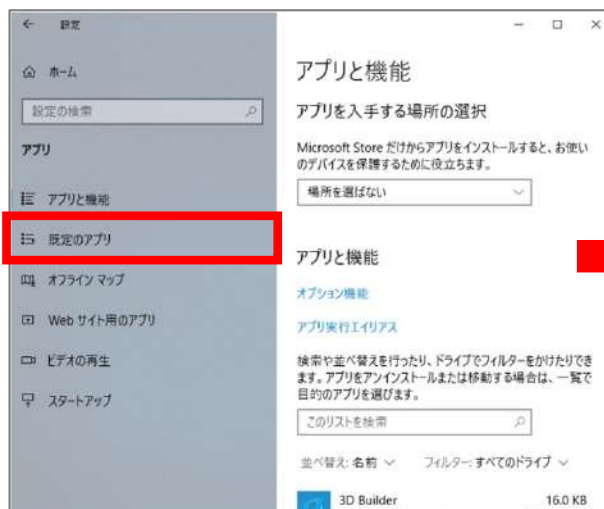 設定
ホーム
設定の検索
アプリ
アプリと機能
既定のアプリ
オフライン マップ
Web サイト用のアプリ
ビデオの再生
スタートアップ
アプリと機能
アプリを入手する場所の選択
Microsoft Store だけからアプリをインストールすると、お使い
のデバイスを保護するために役立ちます。
場所を選ばない
アプリと機能
オプション機能
アプリ実行エイリアス
検索や並べ替えを行ったり、ドライブでフィルターをかけたりでき
ます。アプリをアンインストールまたは移動する場合は、一覧で
目的のアプリを選びます。
このリストを検索
並べ替え: 名前 フィルター: すべてのドライブ
3D Builder 16.0 KB